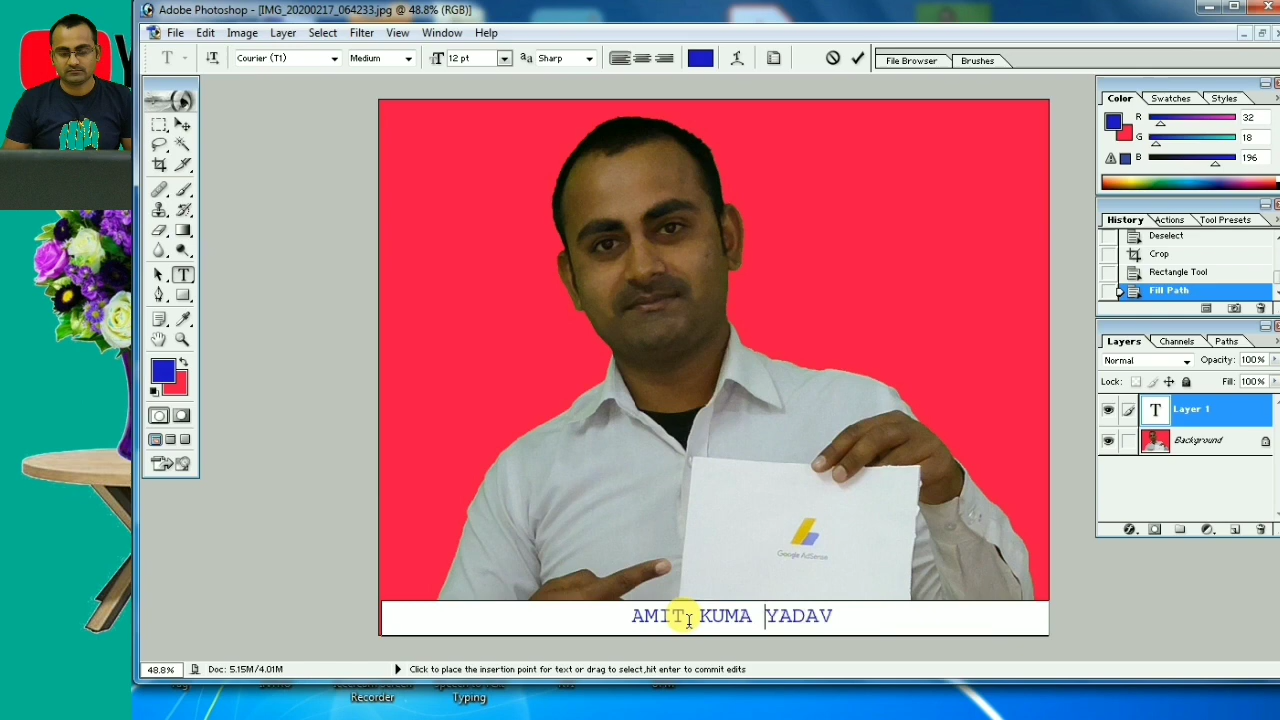 Adobe Photoshop - [IMG_20200217_064233.jpg @ 48.8% (RGB)]
File Edit Image Layer Select Filter View Window Help
T Courier (T1) Medium 12 pt aa Sharp File Browser Brushes
Color Swatches Styles
R 32
G 18
B 196
History Actions Tool Presets
Deselect
Crop
Rectangle Tool
Fill Path
Layers Channels Paths
Normal Opacity: 100%
Lock: Fill: 100%
T Layer 1
Background
Google AdSense
AMIT KUMA YADAV
48.8% Doc: 5.15M/4.01M Click to place the insertion point for text or drag to select,hit enter to commit edits
Recorder Typing